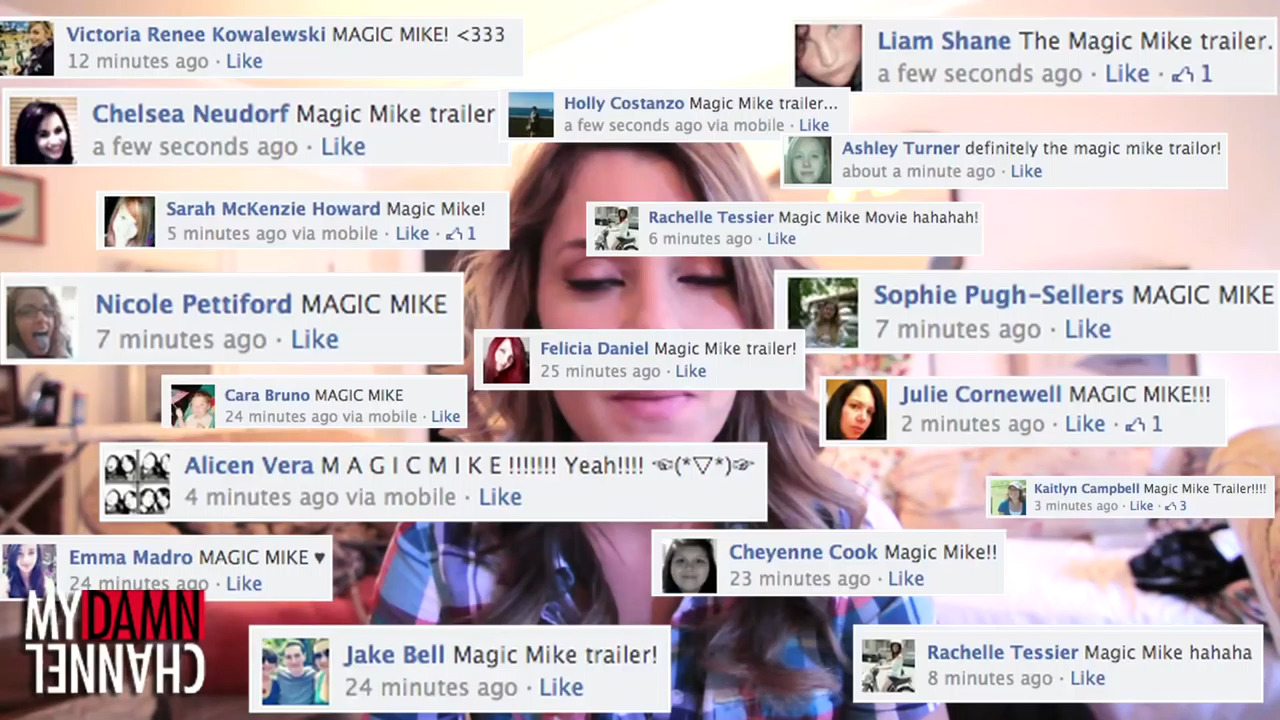 Victoria Renee Kowalewski MAGIC MIKE! <333
12 minutes ago · Like
Liam Shane The Magic Mike trailer.
a few seconds ago · Like · 1
Chelsea Neudorf Magic Mike trailer
a few seconds ago · Like
Holly Costanzo Magic Mike trailer...
a few seconds ago via mobile · Like
Ashley Turner definitely the magic mike trailor!
about a minute ago · Like
Sarah McKenzie Howard Magic Mike!
5 minutes ago via mobile · Like · 1
Rachelle Tessier Magic Mike Movie hahahah!
6 minutes ago · Like
Nicole Pettiford MAGIC MIKE
7 minutes ago · Like
Sophie Pugh-Sellers MAGIC MIKE
7 minutes ago · Like
Felicia Daniel Magic Mike trailer!
25 minutes ago · Like
Cara Bruno MAGIC MIKE
24 minutes ago via mobile · Like
Julie Cornewell MAGIC MIKE!!!
2 minutes ago · Like · 1
Alicen Vera M A G I C M I K E !!!!!!! Yeah!!!! ☜(*▽*)☞
4 minutes ago via mobile · Like
Kaitlyn Campbell Magic Mike Trailer!!!!
3 minutes ago · Like · 3
Emma Madro MAGIC MIKE ♥
24 minutes ago · Like
Cheyenne Cook Magic Mike!!
23 minutes ago · Like
MY DAMN
CHANNEL
Jake Bell Magic Mike trailer!
24 minutes ago · Like
Rachelle Tessier Magic Mike hahaha
8 minutes ago · Like